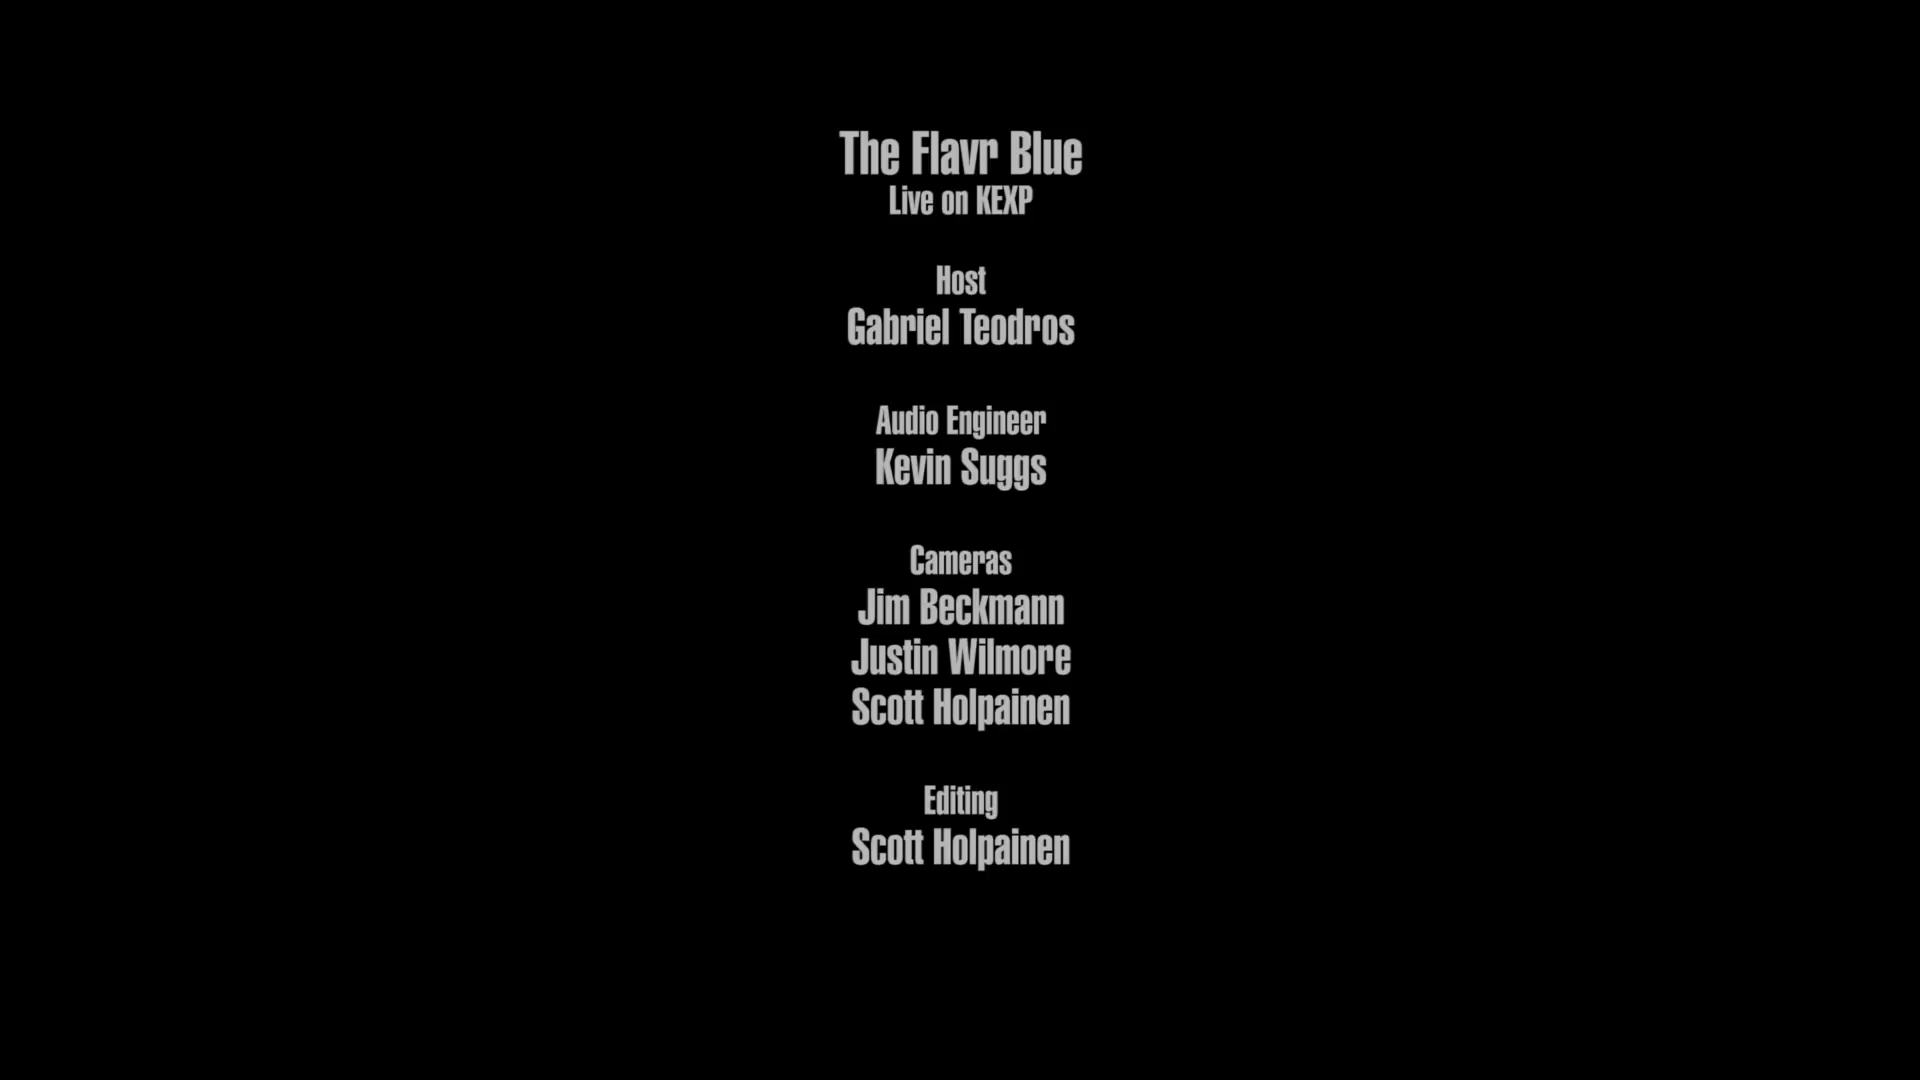 The Flavr Blue
Live on KEXP
Host
Gabriel Teodros
Audio Engineer
Kevin Suggs
Cameras
Jim Beckmann
Justin Wilmore
Scott Holpainen
Editing
Scott Holpainen